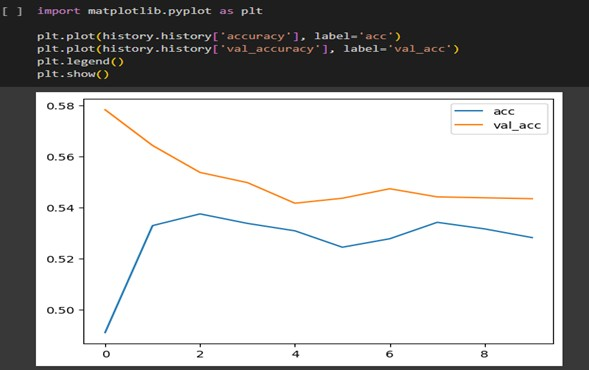 [ ] import matplotlib.pyplot as plt
plt.plot(history.history['accuracy'], label='acc')
plt.plot(history.history['val_accuracy'], label='val_acc')
plt.legend()
plt.show()
0.58
acc
val_acc
0.56
0.54
0.52
0.50
0 2 4 6 8